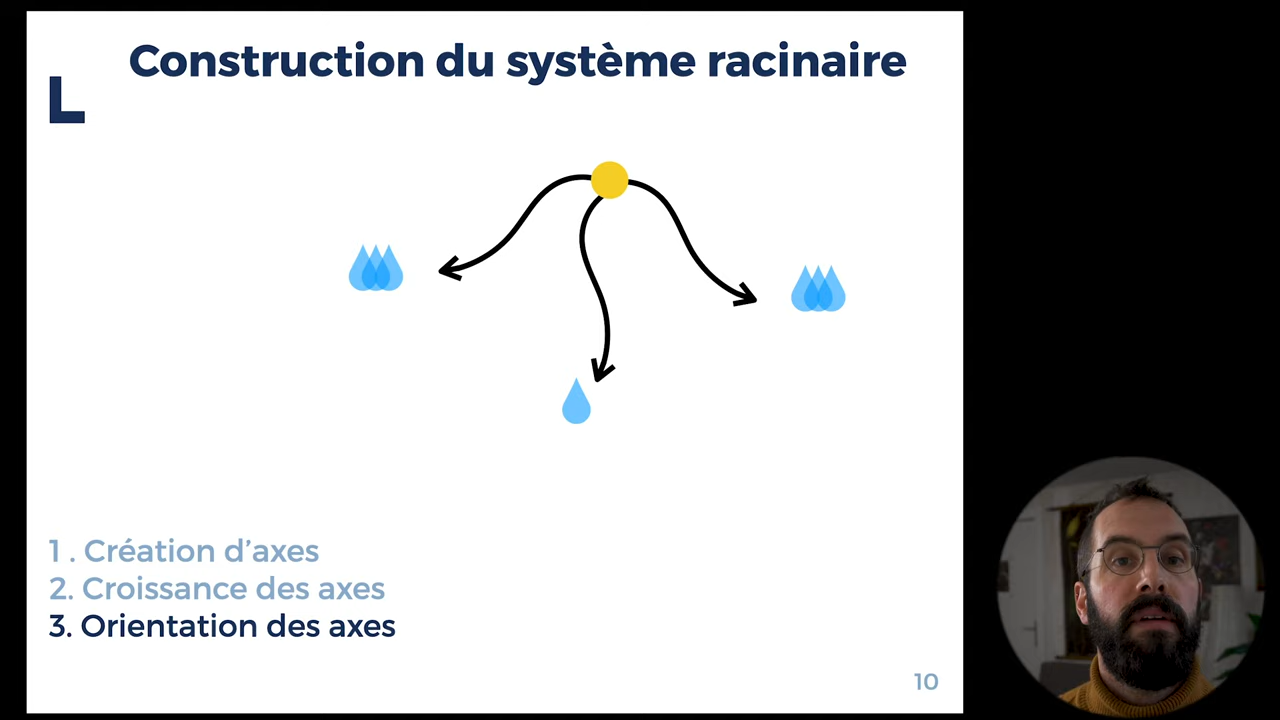 Construction du système racinaire
L
1 . Création d’axes
2. Croissance des axes
3. Orientation des axes
10